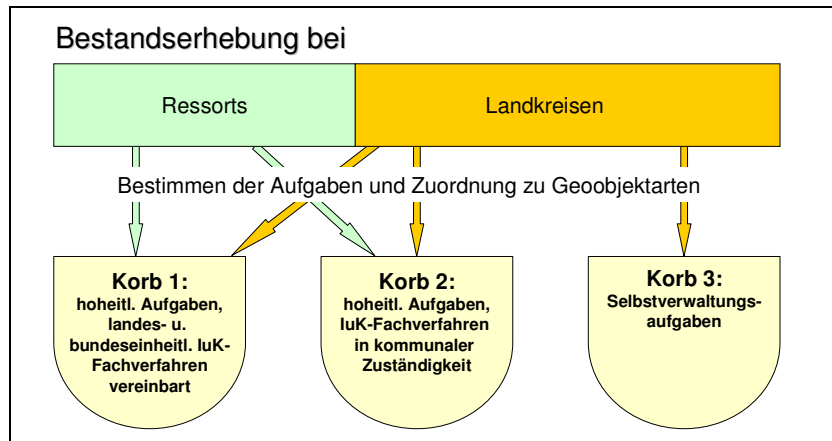 Bestandserhebung bei
Ressorts
Landkreisen
Bestimmen der Aufgaben und Zuordnung zu Geoobjektarten
Korb 1:
hoheitl. Aufgaben,
landes- u.
bundeseinheitl. IuK-
Fachverfahren
vereinbart
Korb 2:
hoheitl. Aufgaben,
IuK-Fachverfahren
in kommunaler
Zuständigkeit
Korb 3:
Selbstverwaltungs-
aufgaben